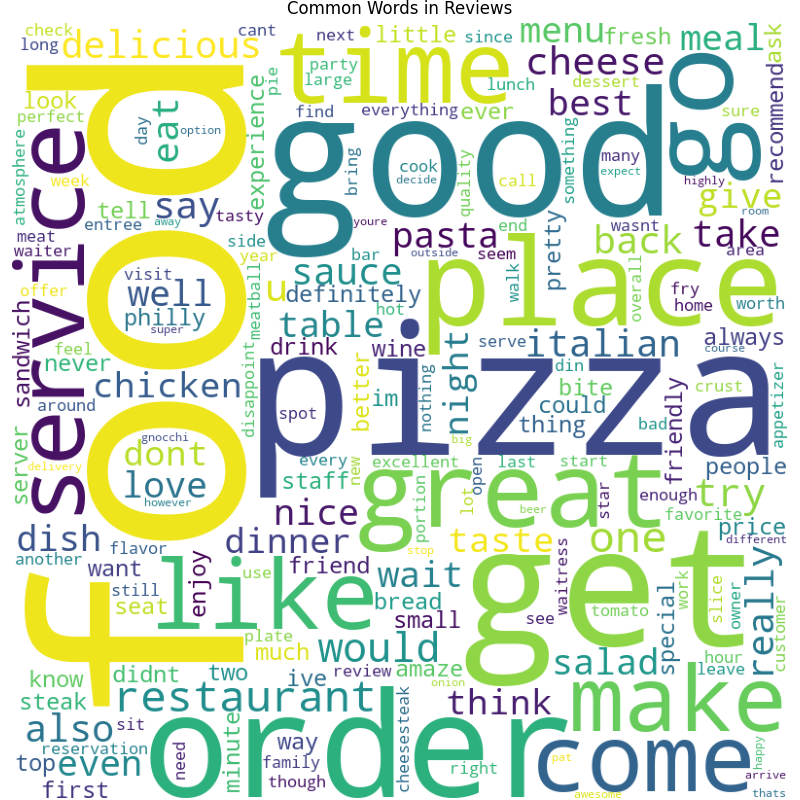 Common Words in Reviews
check
cant
long
delicious
time
next
little
since
menu
fresh
meal
ask
party
large
pie
lunch
cheese
dessert
look
perfect
find
everything
ever
best
sure
go
recommend
food
service
eat
day
option
experience
good
cook
decide
bring
quality
call
something
many
expect
highly
atmosphere
week
tell
say
tasty
entree
away
youre
end
give
room
meat
waiter
side
year
bar
outside
pasta
seem
walk
pretty
wasnt
back
take
area
offer
visit
well
philly
super
meatball
u
sauce
definitely
hot
place
overall
fry
home
worth
sandwich
feel
never
table
drink
wine
serve
night
italian
always
course
around
chicken
disappoint
pizza
spot
better
im
nothing
din
bite
could
thing
bad
crust
friendly
appetizer
gnocchi
dont
love
however
delivery
server
big
every
staff
new
excellent
great
portion
lot
open
last
start
star
enough
people
try
favorite
price
different
dish
another
flavor
want
still
seat
nice
dinner
enjoy
friend
like
use
wait
bread
beer
stop
taste
one
get
waitress
tomato
work
slice
owner
really
customer
small
see
special
hour
leave
plate
much
would
know
steak
didnt
two
ive
review
amaze
onion
salad
restaurant
think
make
also
sit
top
even
reservation
first
minute
order
need
way
family
though
cheesesteak
right
come
pat
awesome
happy
arrive
thats